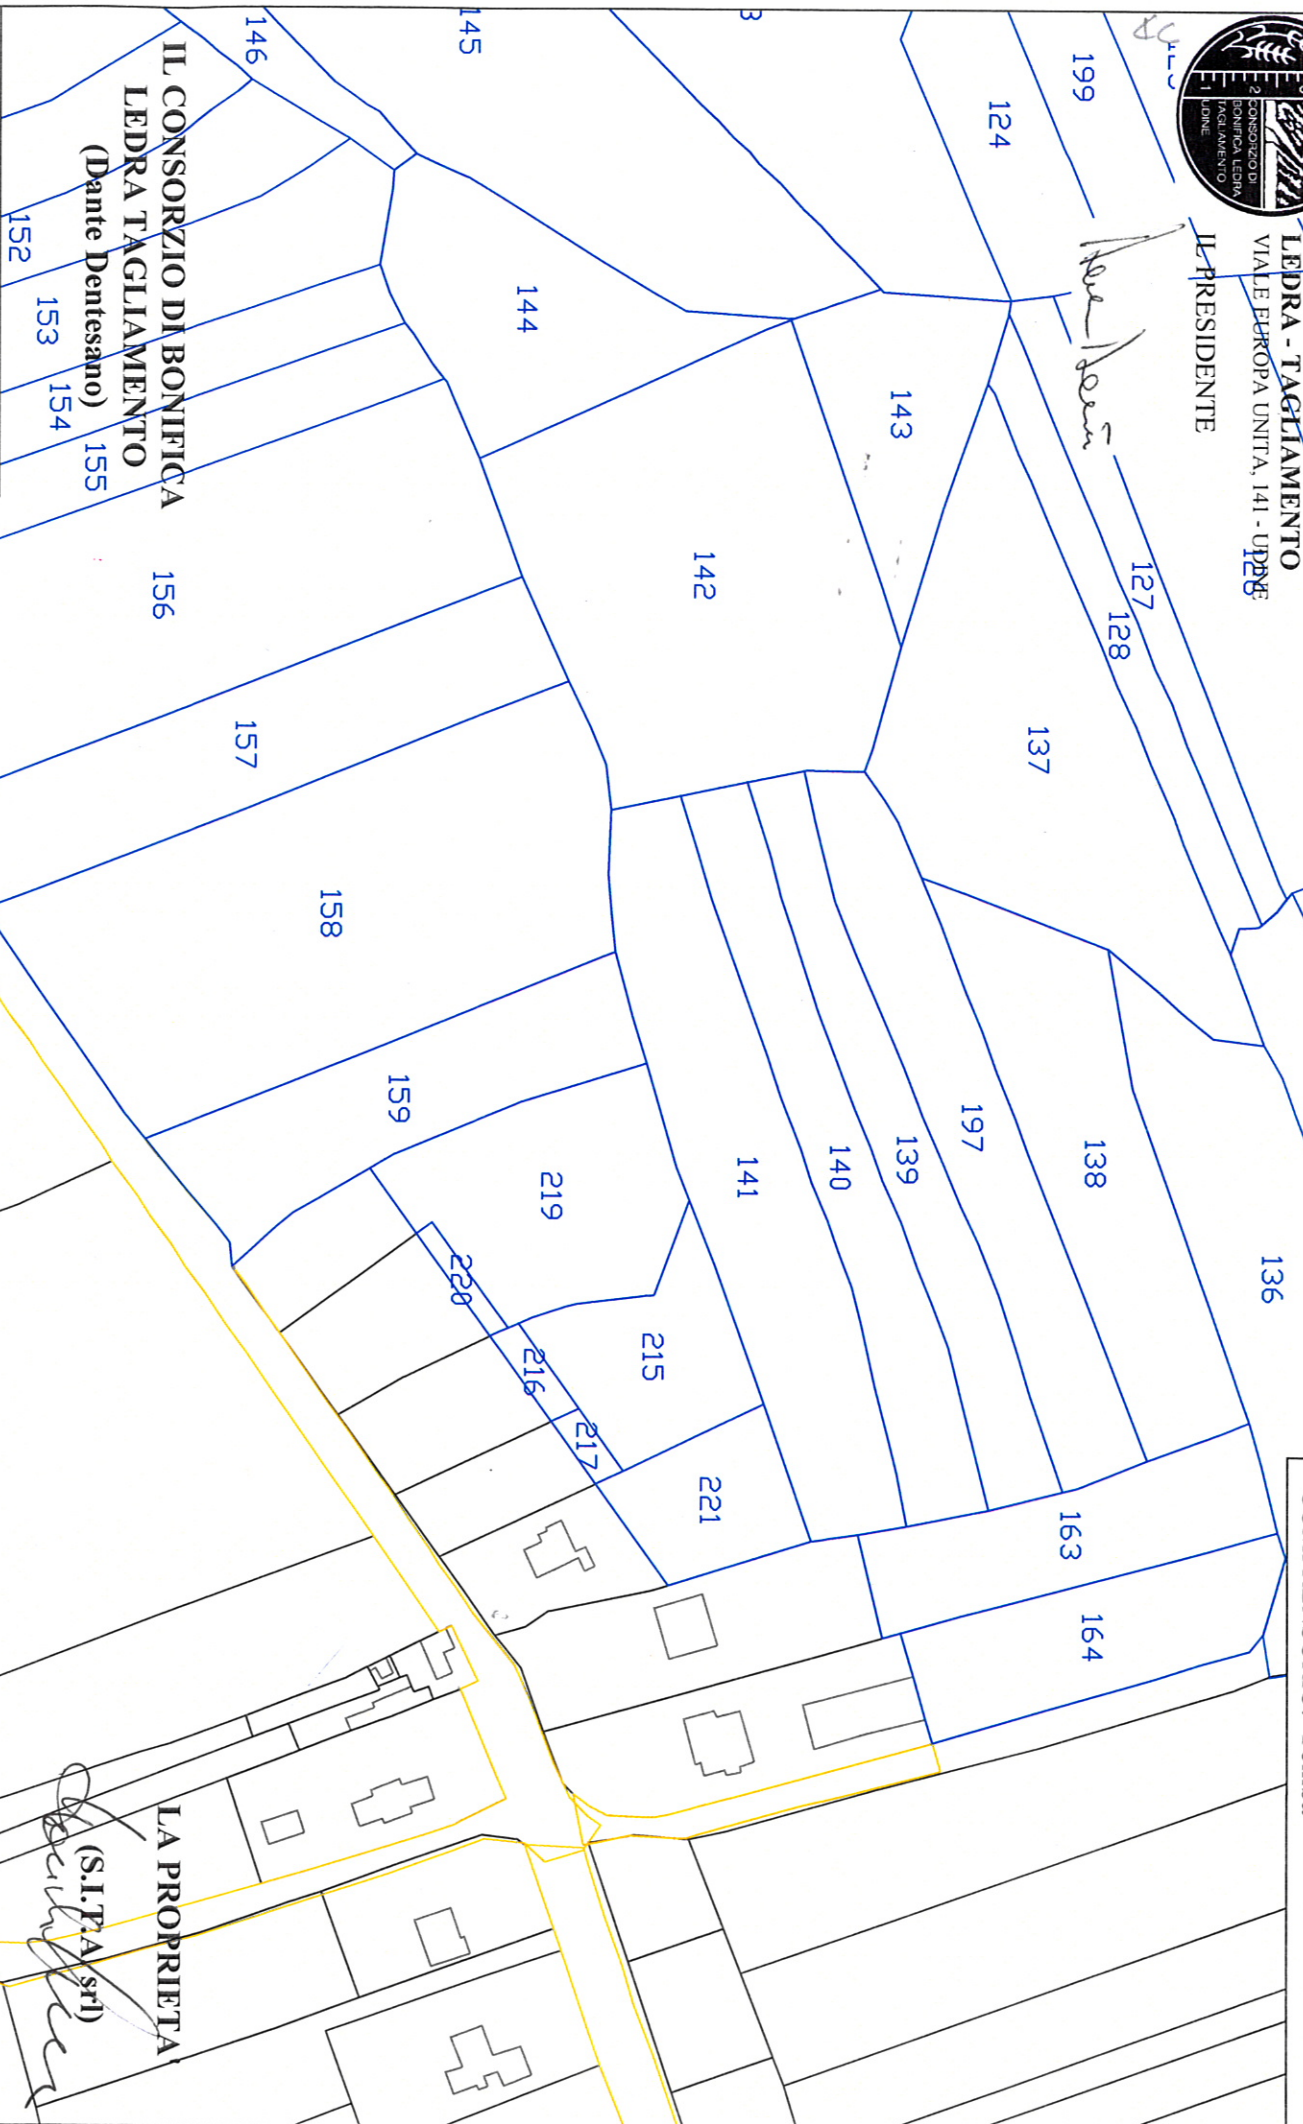 LEDRA - TAGLIAMENTO
VIALE EUROPA UNITA, 141 - UDINE
IL PRESIDENTE
2 CONSORZIO DI
BONIFICA LEDRA
TAGLIAMENTO
1 UDINE
126
136
127
128
199
124
137
138
163
164
143
197
139
140
142
141
221
215
217
144
219
216
145
220
159
158
146
157
156
IL CONSORZIO DI BONIFICA
LEDRA TAGLIAMENTO
(Dante Dentesano)
155
154
153
152
LA PROPRIETA'
(S.I.T.A. srl)